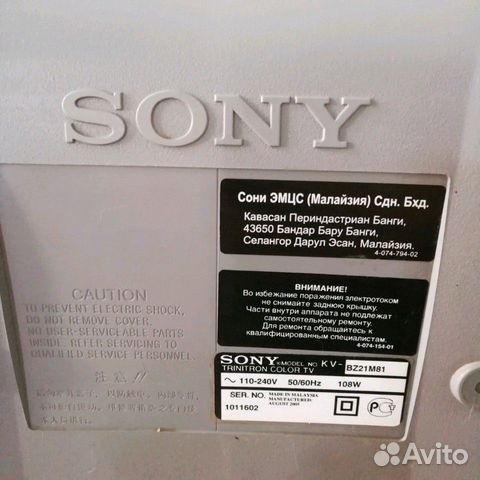 SONY
Сони ЭМЦС (Малайзия) Сдн. Бхд.
Кавасан Периндастриан Банги,
43650 Бандар Бару Банги,
Селангор Дарул Эсан, Малайзия.
4-074-794-02
CAUTION
TO PREVENT ELECTRIC SHOCK,
DO NOT REMOVE COVER.
NO USER-SERVICEABLE PARTS
INSIDE. REFER SERVICING TO
QUALIFIED SERVICE PERSONNEL.
注意!!
ВНИМАНИЕ!
Во избежание поражения электротоком
не снимайте заднюю крышку.
Части внутри аппарата не подлежат
самостоятельному ремонту.
Для ремонта обращайтесь к
квалифицированным специалистам.
4-074-154-01
SONY MODEL NO. KV- BZ21M81
TRINITRON COLOR TV
~ 110-240V 50/60Hz 108W
SER. NO. MADE IN MALAYSIA
MANUFACTURED:
1011602 AUGUST 2005
Avito